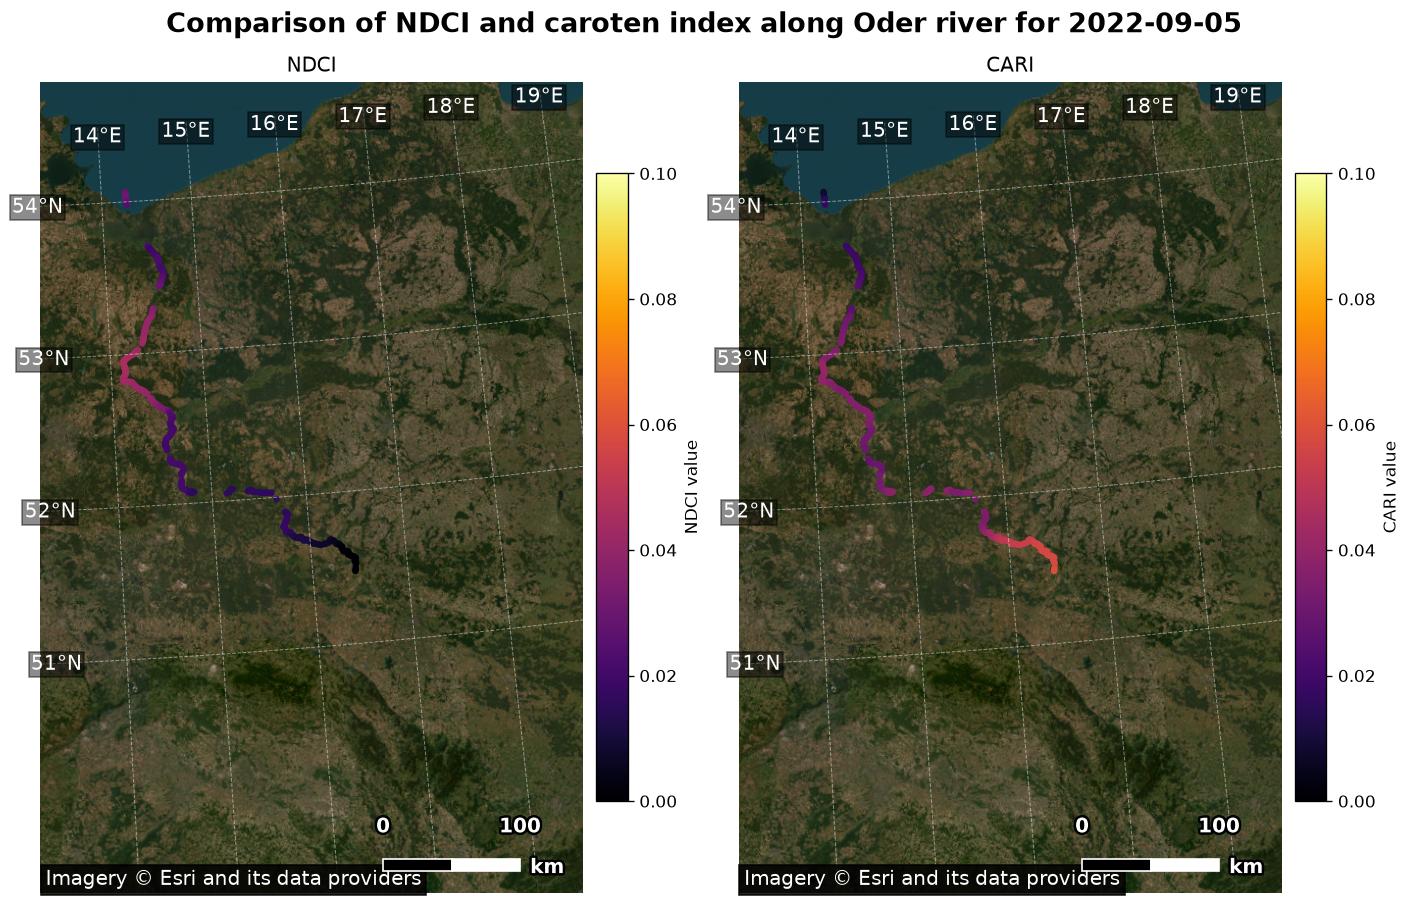 Comparison of NDCI and caroten index along Oder river for 2022-09-05
NDCI
14°E
15°E
16°E
17°E
18°E
19°E
54°N
53°N
52°N
51°N
0
100
km
Imagery © Esri and its data providers
0.10
0.08
0.06
0.04
0.02
0.00
NDCI value
CARI
14°E
15°E
16°E
17°E
18°E
19°E
54°N
53°N
52°N
51°N
0
100
km
Imagery © Esri and its data providers
0.10
0.08
0.06
0.04
0.02
0.00
CARI value